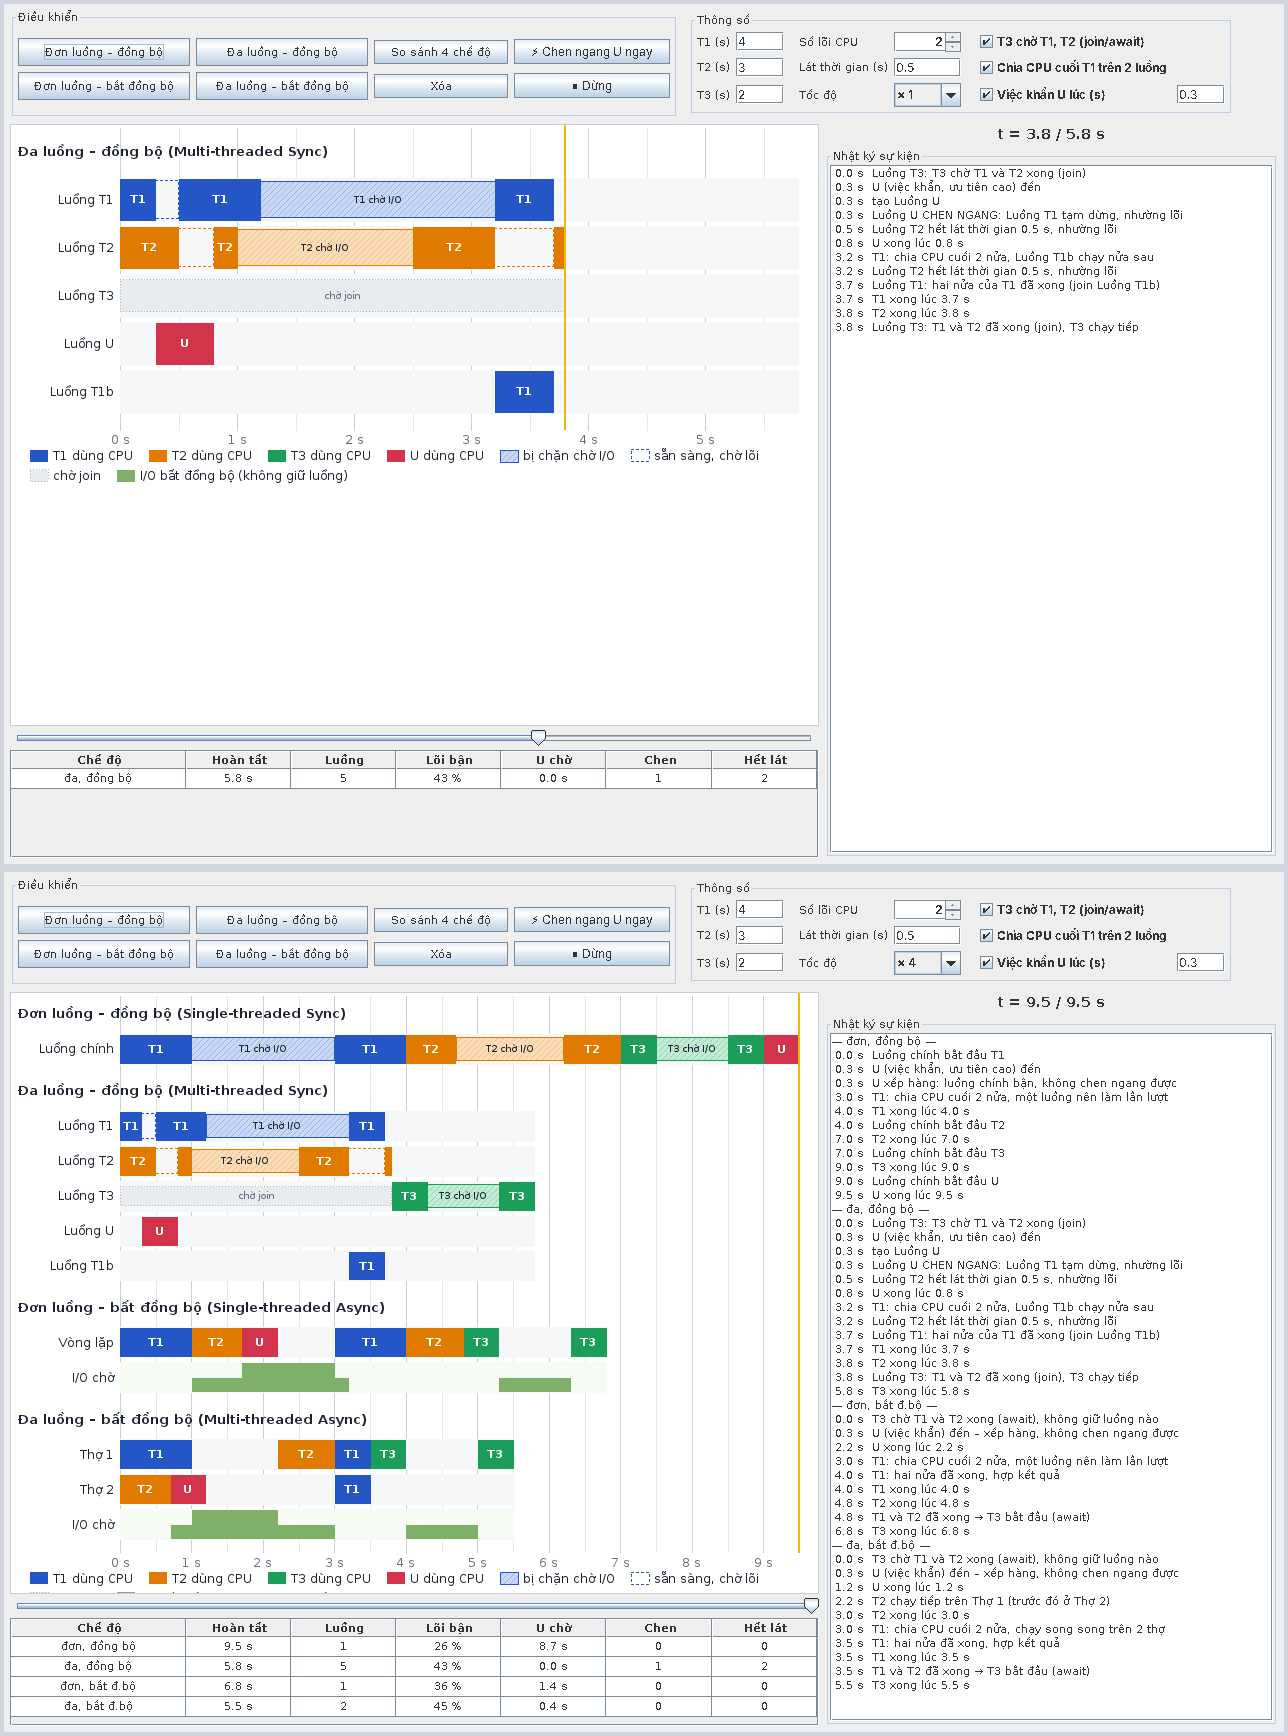 Điều khiển
Đơn luồng – đồng bộ
Đa luồng – đồng bộ
So sánh 4 chế độ
⚡ Chen ngang U ngay
Đơn luồng – bất đồng bộ
Đa luồng – bất đồng bộ
Xóa
■ Dừng
Thông số
T1 (s) 4 Số lõi CPU 2 T3 chờ T1, T2 (join/await)
T2 (s) 3 Lát thời gian (s) 0.5 Chia CPU cuối T1 trên 2 luồng
T3 (s) 2 Tốc độ × 1 Việc khẩn U lúc (s) 0.3
Đa luồng – đồng bộ (Multi-threaded Sync)
Luồng T1 T1 T1 T1 chờ I/O T1
Luồng T2 T2 T2 T2 chờ I/O T2
Luồng T3 chờ join
Luồng U U
Luồng T1b T1
0 s 1 s 2 s 3 s 4 s 5 s
T1 dùng CPU T2 dùng CPU T3 dùng CPU U dùng CPU bị chặn chờ I/O sẵn sàng, chờ lõi
chờ join I/O bất đồng bộ (không giữ luồng)
Chế độ Hoàn tất Luồng Lõi bận U chờ Chen Hết lát
đa, đồng bộ 5.8 s 5 43 % 0.0 s 1 2
t = 3.8 / 5.8 s
Nhật ký sự kiện
0.0 s Luồng T3: T3 chờ T1 và T2 xong (join)
0.3 s U (việc khẩn, ưu tiên cao) đến
0.3 s tạo Luồng U
0.3 s Luồng U CHEN NGANG: Luồng T1 tạm dừng, nhường lõi
0.5 s Luồng T2 hết lát thời gian 0.5 s, nhường lõi
0.8 s U xong lúc 0.8 s
3.2 s T1: chia CPU cuối 2 nửa, Luồng T1b chạy nửa sau
3.2 s Luồng T2 hết lát thời gian 0.5 s, nhường lõi
3.7 s Luồng T1: hai nửa của T1 đã xong (join Luồng T1b)
3.7 s T1 xong lúc 3.7 s
3.8 s T2 xong lúc 3.8 s
3.8 s Luồng T3: T1 và T2 đã xong (join), T3 chạy tiếp
Điều khiển
Đơn luồng – đồng bộ
Đa luồng – đồng bộ
So sánh 4 chế độ
⚡ Chen ngang U ngay
Đơn luồng – bất đồng bộ
Đa luồng – bất đồng bộ
Xóa
■ Dừng
Thông số
T1 (s) 4 Số lõi CPU 2 T3 chờ T1, T2 (join/await)
T2 (s) 3 Lát thời gian (s) 0.5 Chia CPU cuối T1 trên 2 luồng
T3 (s) 2 Tốc độ × 4 Việc khẩn U lúc (s) 0.3
Đơn luồng – đồng bộ (Single-threaded Sync)
Luồng chính T1 T1 chờ I/O T1 T2 T2 chờ I/O T2 T3 T3 chờ I/O T3 U
Đa luồng – đồng bộ (Multi-threaded Sync)
Luồng T1 T1 T1 T1 chờ I/O T1
Luồng T2 T2 T2 chờ I/O T2
Luồng T3 chờ join T3 T3 chờ I/O T3
Luồng U U
Luồng T1b T1
Đơn luồng – bất đồng bộ (Single-threaded Async)
Vòng lặp T1 T2 U T1 T2 T3 T3
I/O chờ
Đa luồng – bất đồng bộ (Multi-threaded Async)
Thợ 1 T1 T2 T1 T3 T3
Thợ 2 T2 U T1
I/O chờ
0 s 1 s 2 s 3 s 4 s 5 s 6 s 7 s 8 s 9 s
T1 dùng CPU T2 dùng CPU T3 dùng CPU U dùng CPU bị chặn chờ I/O sẵn sàng, chờ lõi
Chế độ Hoàn tất Luồng Lõi bận U chờ Chen Hết lát
đơn, đồng bộ 9.5 s 1 26 % 8.7 s 0 0
đa, đồng bộ 5.8 s 5 43 % 0.0 s 1 2
đơn, bất đ.bộ 6.8 s 1 36 % 1.4 s 0 0
đa, bất đ.bộ 5.5 s 2 45 % 0.4 s 0 0
t = 9.5 / 9.5 s
Nhật ký sự kiện
— đơn, đồng bộ —
0.0 s Luồng chính bắt đầu T1
0.3 s U (việc khẩn, ưu tiên cao) đến
0.3 s U xếp hàng: luồng chính bận, không chen ngang được
3.0 s T1: chia CPU cuối 2 nửa, một luồng nên làm lần lượt
4.0 s T1 xong lúc 4.0 s
4.0 s Luồng chính bắt đầu T2
7.0 s T2 xong lúc 7.0 s
7.0 s Luồng chính bắt đầu T3
9.0 s T3 xong lúc 9.0 s
9.0 s Luồng chính bắt đầu U
9.5 s U xong lúc 9.5 s
— đa, đồng bộ —
0.0 s Luồng T3: T3 chờ T1 và T2 xong (join)
0.3 s U (việc khẩn, ưu tiên cao) đến
0.3 s tạo Luồng U
0.3 s Luồng U CHEN NGANG: Luồng T1 tạm dừng, nhường lõi
0.5 s Luồng T2 hết lát thời gian 0.5 s, nhường lõi
0.8 s U xong lúc 0.8 s
3.2 s T1: chia CPU cuối 2 nửa, Luồng T1b chạy nửa sau
3.2 s Luồng T2 hết lát thời gian 0.5 s, nhường lõi
3.7 s Luồng T1: hai nửa của T1 đã xong (join Luồng T1b)
3.7 s T1 xong lúc 3.7 s
3.8 s T2 xong lúc 3.8 s
3.8 s Luồng T3: T1 và T2 đã xong (join), T3 chạy tiếp
5.8 s T3 xong lúc 5.8 s
— đơn, bất đ.bộ —
0.0 s T3 chờ T1 và T2 xong (await), không giữ luồng nào
0.3 s U (việc khẩn) đến – xếp hàng, không chen ngang được
2.2 s U xong lúc 2.2 s
3.0 s T1: chia CPU cuối 2 nửa, một luồng nên làm lần lượt
4.0 s T1: hai nửa đã xong, hợp kết quả
4.0 s T1 xong lúc 4.0 s
4.8 s T2 xong lúc 4.8 s
4.8 s T1 và T2 đã xong → T3 bắt đầu (await)
6.8 s T3 xong lúc 6.8 s
— đa, bất đ.bộ —
0.0 s T3 chờ T1 và T2 xong (await), không giữ luồng nào
0.3 s U (việc khẩn) đến – xếp hàng, không chen ngang được
1.2 s U xong lúc 1.2 s
2.2 s T2 chạy tiếp trên Thợ 1 (trước đó ở Thợ 2)
3.0 s T2 xong lúc 3.0 s
3.0 s T1: chia CPU cuối 2 nửa, chạy song song trên 2 thợ
3.5 s T1: hai nửa đã xong, hợp kết quả
3.5 s T1 xong lúc 3.5 s
3.5 s T1 và T2 đã xong → T3 bắt đầu (await)
5.5 s T3 xong lúc 5.5 s